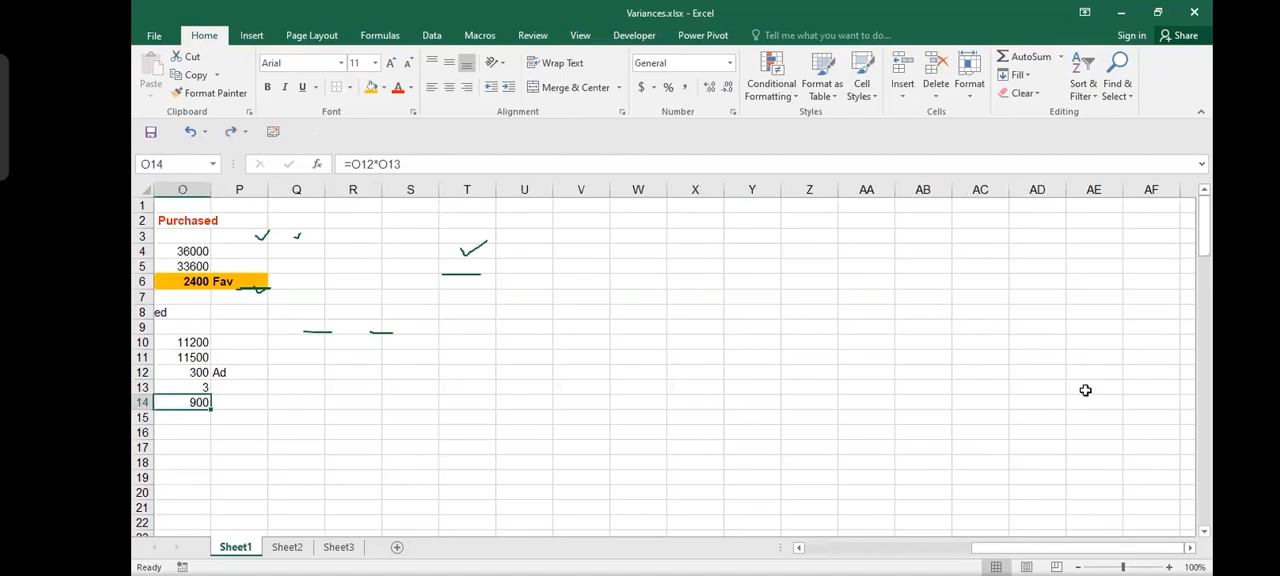 Variances.xlsx - Excel
File Home Insert Page Layout Formulas Data Macros Review View Developer Power Pivot Tell me what you want to do... Sign in Share
Paste Cut Copy Format Painter
Clipboard
Arial 11 A A
B I U A
Font
Wrap Text
Merge & Center
Alignment
General
$ % , .00 .0
Number
Conditional Formatting Format as Table Cell Styles
Styles
Insert Delete Format
Cells
AutoSum Fill Clear Sort & Filter Find & Select
Editing
O14 fx =O12*O13
O P Q R S T U V W X Y Z AA AB AC AD AE AF
1
2 Purchased
3
4 36000
5 33600
6 2400 Fav
7
8 ed
9
10 11200
11 11500
12 300 Ad
13 3
14 900
15
16
17
18
19
20
21
22
Sheet1 Sheet2 Sheet3
Ready 100%